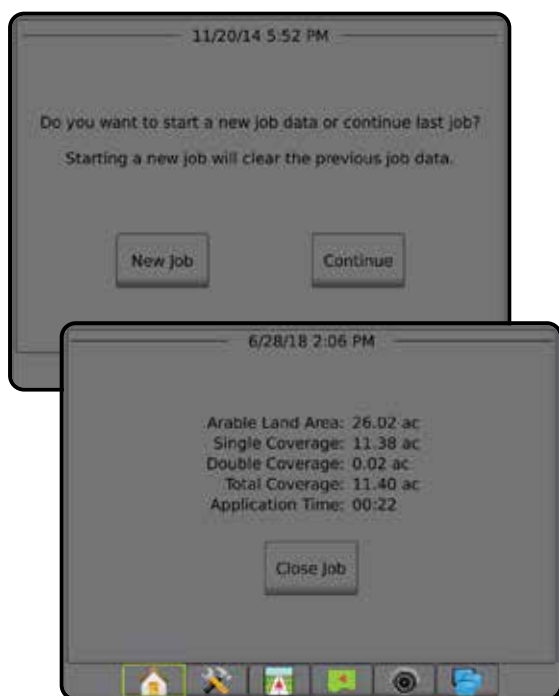 11/20/14 5:52 PM
Do you want to start a new job data or continue last job?
Starting a new job will clear the previous job data.
New Job
Continue
6/28/18 2:06 PM
Arable Land Area: 26.02 ac
Single Coverage: 11.38 ac
Double Coverage: 0.02 ac
Total Coverage: 11.40 ac
Application Time: 00:22
Close Job